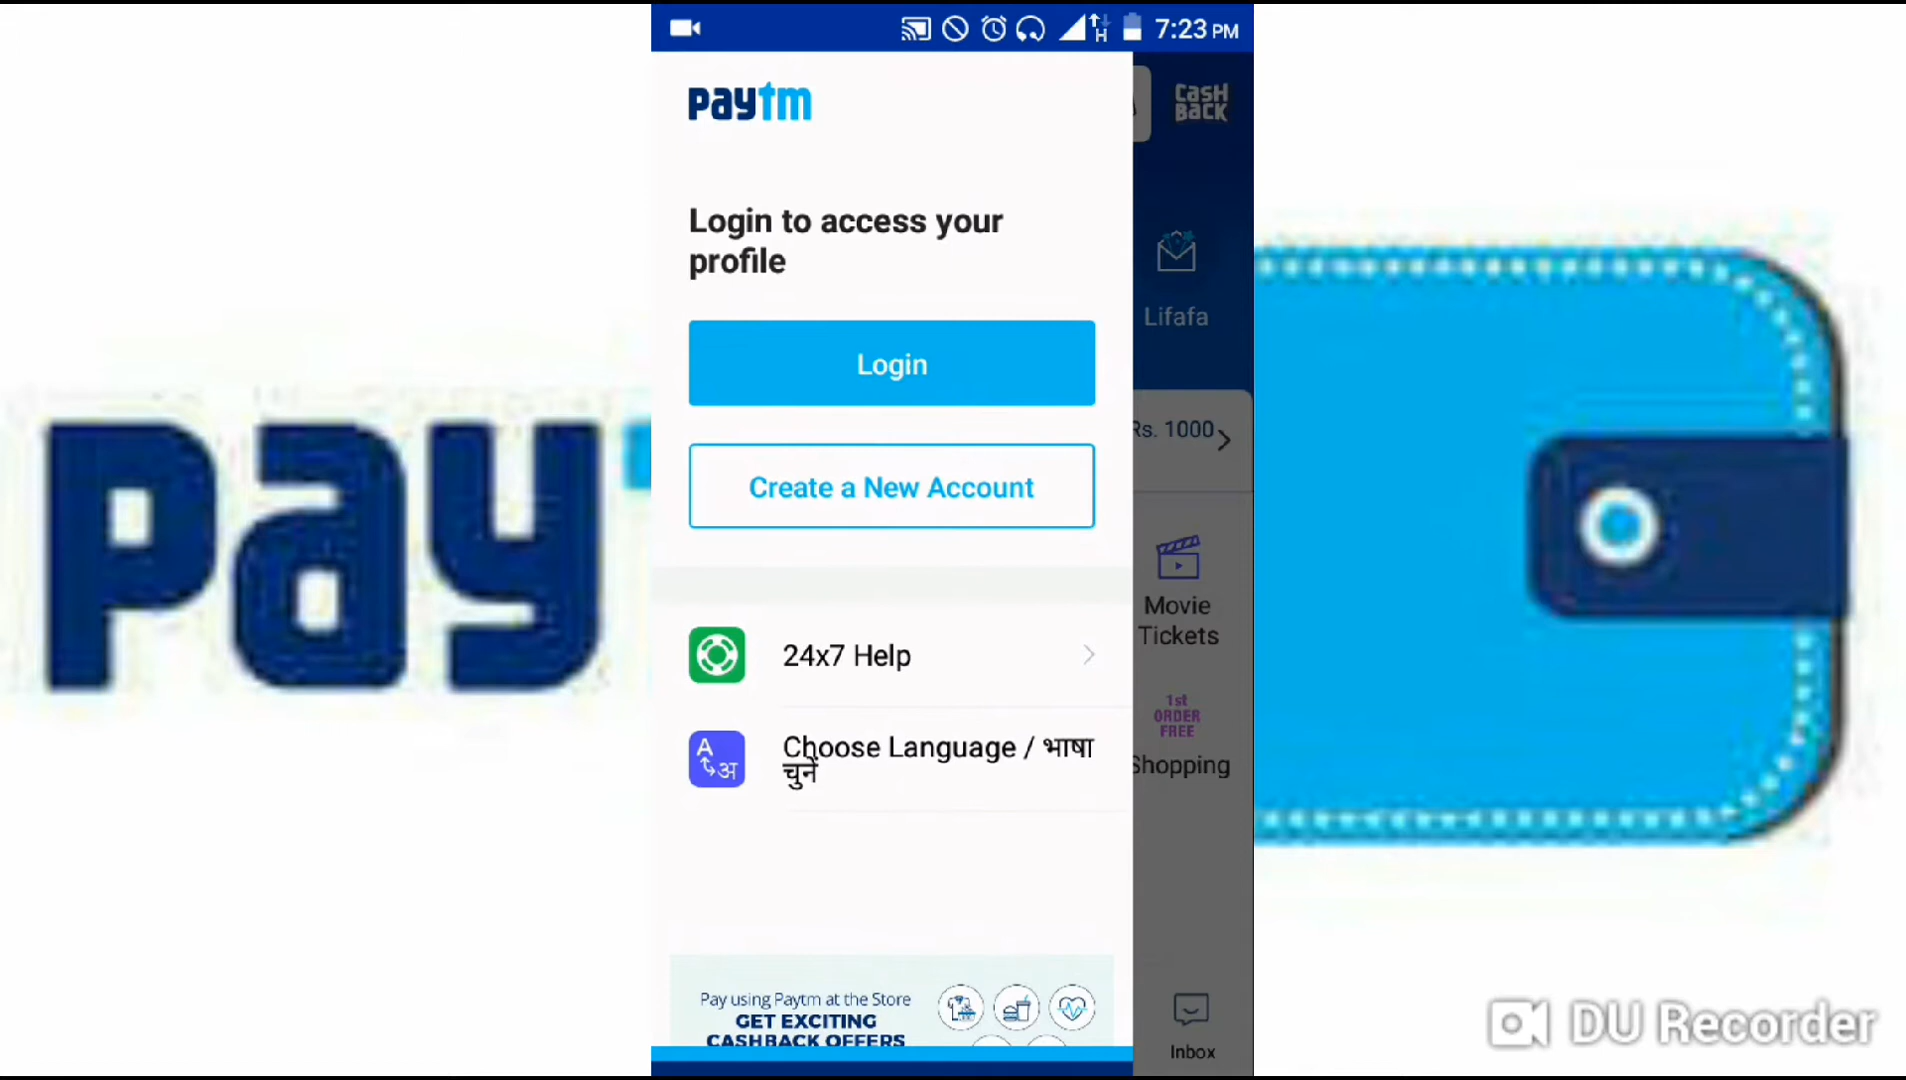 7:23 PM
paytm
CASH
BACK
Login to access your
profile
Lifafa
Login
Rs. 1000
Create a New Account
Pay
Movie
Tickets
24x7 Help
1st
ORDER
FREE
Choose Language / भाषा
चुनें
Shopping
A
अ
Pay using Paytm at the Store
GET EXCITING
CASHBACK OFFERS
Inbox
DU Recorder